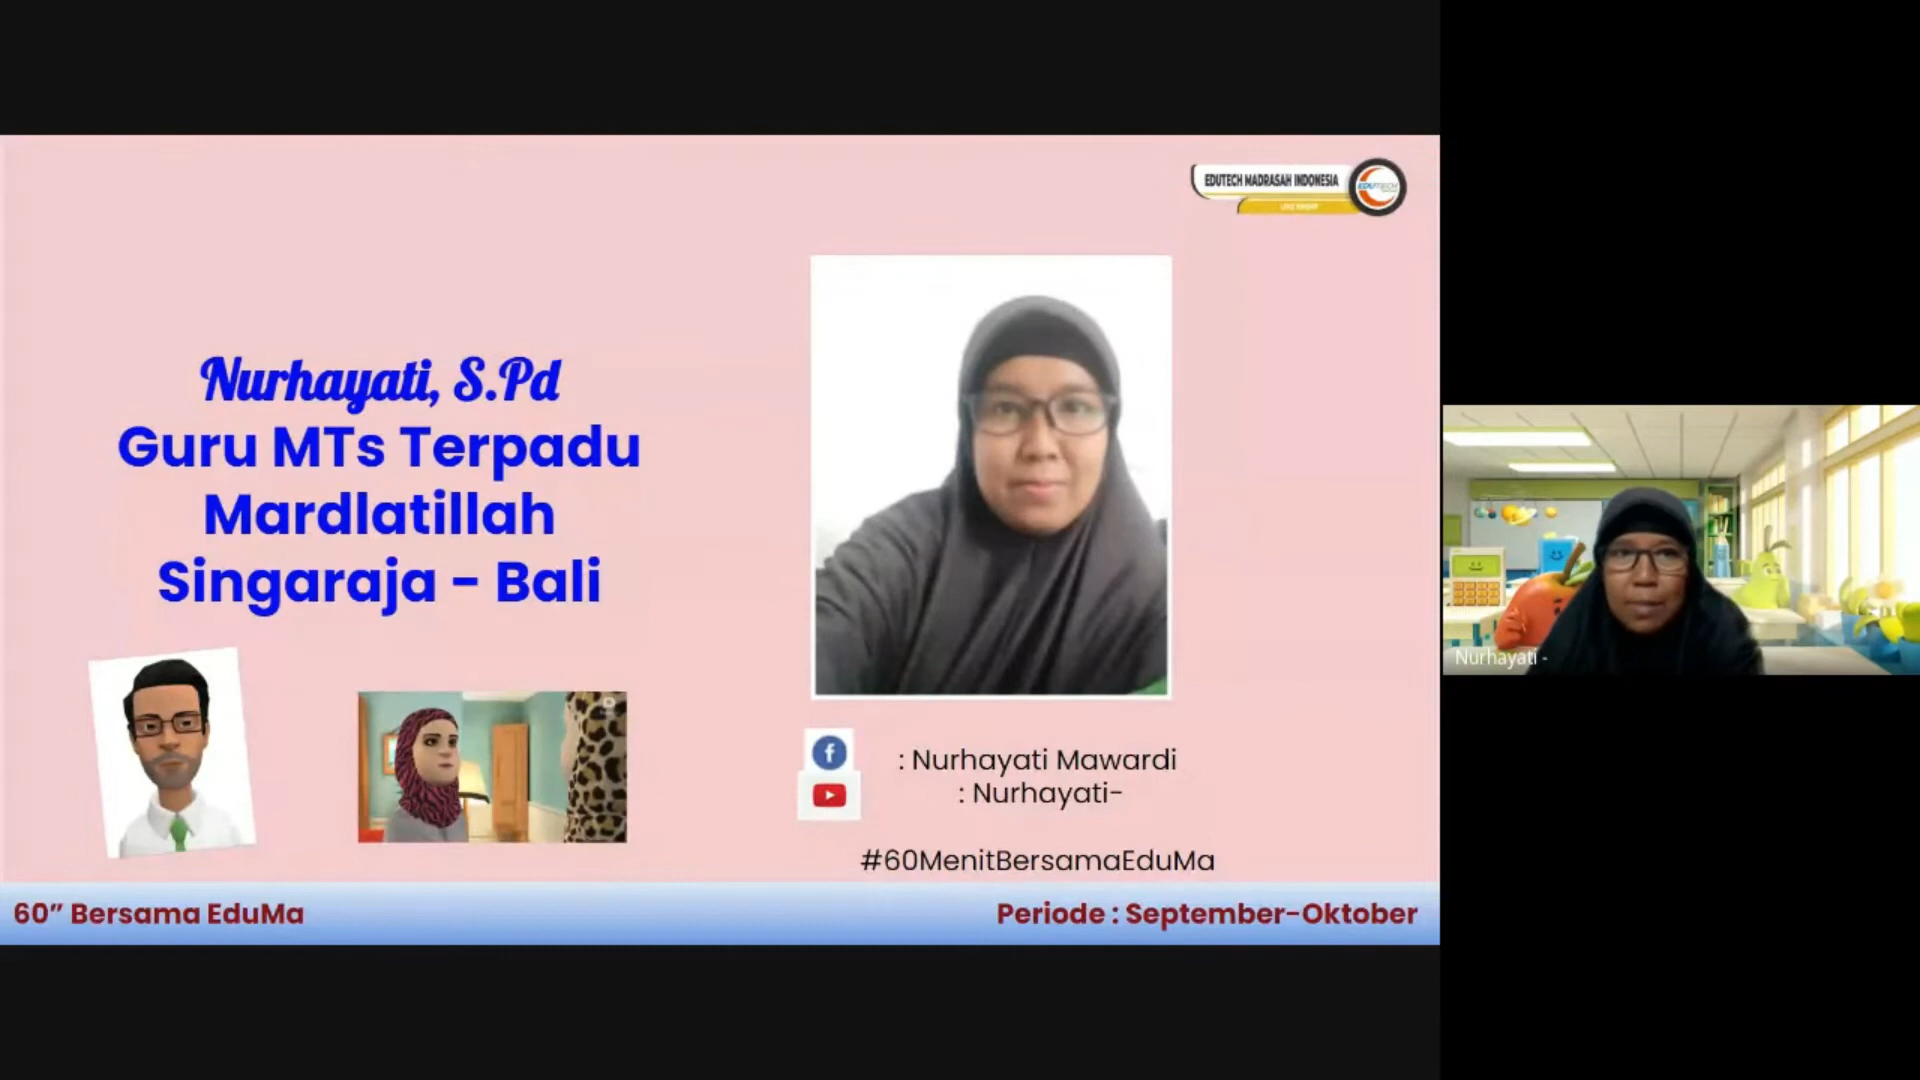 EDUTECH MADRASAH INDONESIA
EDUTECH
Nurhayati, S.Pd
Guru MTs Terpadu
Mardlatillah
Singaraja - Bali
: Nurhayati Mawardi
: Nurhayati-
#60MenitBersamaEduMa
60” Bersama EduMa
Periode : September-Oktober
Nurhayati -